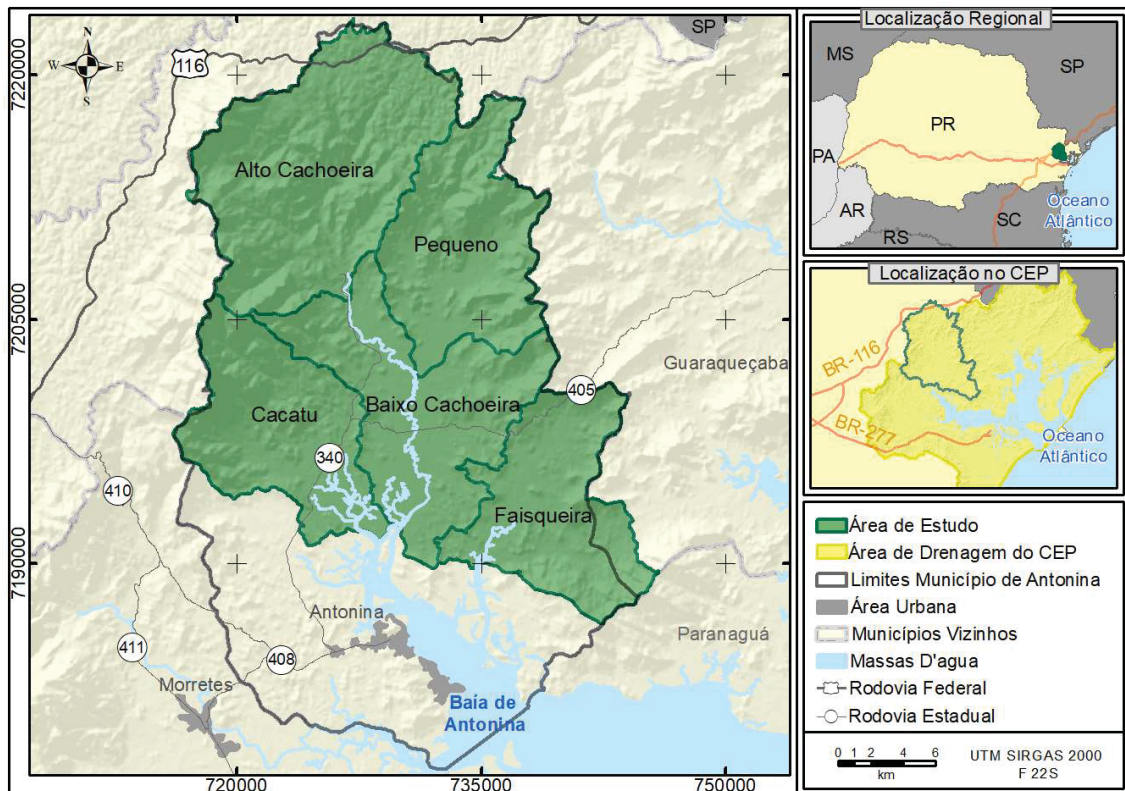 N
W E
S
116
SP
7220000
7205000
7190000
Alto Cachoeira
Pequeno
Guaraqueçaba
405
Cacatu
Baixo Cachoeira
340
410
Faisqueira
Antonina
411
408
Paranaguá
Morretes
Baía de
Antonina
720000
735000
750000
Localização Regional
MS
SP
PR
PA
AR
SC
RS
Oceano
Atlântico
Localização no CEP
BR-116
BR-277
Oceano
Atlântico
Área de Estudo
Área de Drenagem do CEP
Limites Município de Antonina
Área Urbana
Municípios Vizinhos
Massas D'agua
Rodovia Federal
Rodovia Estadual
0 1 2 4 6
km
UTM SIRGAS 2000
F 22S